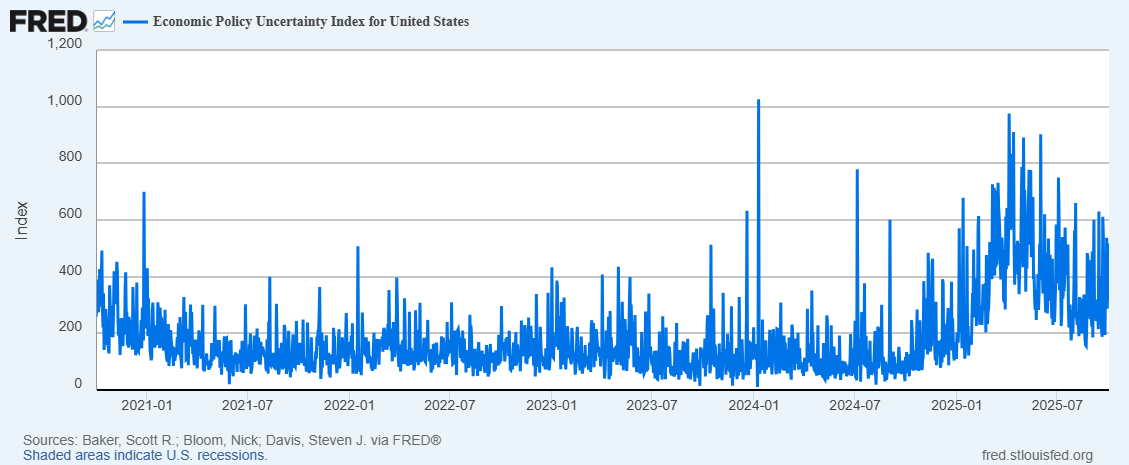 FRED® Economic Policy Uncertainty Index for United States
1,200
1,000
800
600
400
200
0
Index
2021-01 2021-07 2022-01 2022-07 2023-01 2023-07 2024-01 2024-07 2025-01 2025-07
Sources: Baker, Scott R.; Bloom, Nick; Davis, Steven J. via FRED®
Shaded areas indicate U.S. recessions. fred.stlouisfed.org